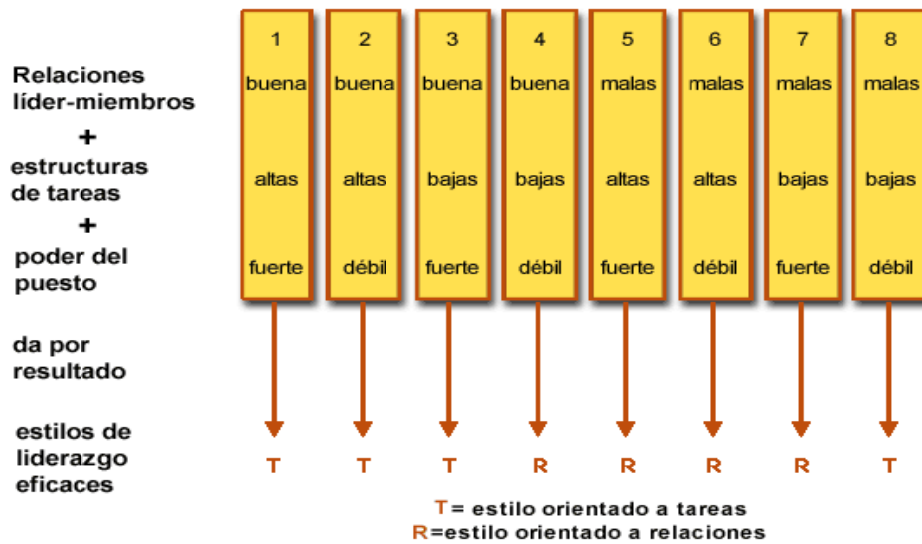 1 2 3 4 5 6 7 8
Relaciones
líder-miembros
buena buena buena buena malas malas malas malas
+
estructuras
de tareas
altas altas bajas bajas altas altas bajas bajas
+
poder del
puesto
fuerte débil fuerte débil fuerte débil fuerte débil
da por
resultado
estilos de
liderazgo
eficaces
T T T R R R R T
T= estilo orientado a tareas
R=estilo orientado a relaciones